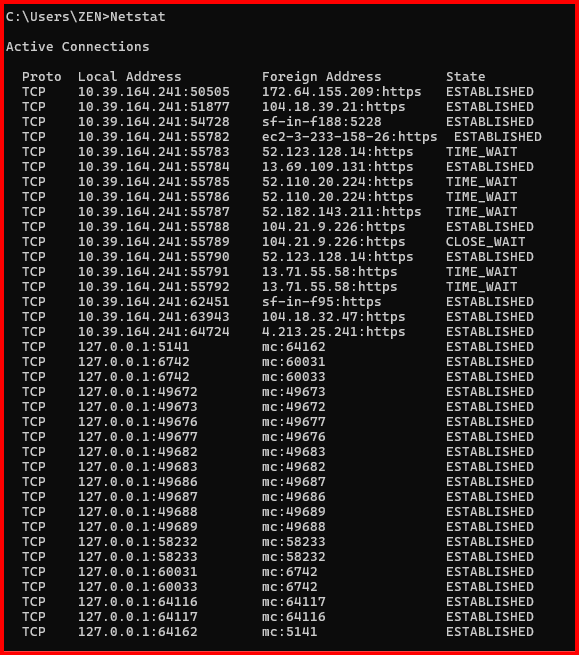 C:\Users\ZEN>Netstat
Active Connections
Proto  Local Address          Foreign Address        State
TCP    10.39.164.241:50505    172.64.155.209:https   ESTABLISHED
TCP    10.39.164.241:51877    104.18.39.21:https     ESTABLISHED
TCP    10.39.164.241:54728    sf-in-f188:5228        ESTABLISHED
TCP    10.39.164.241:55782    ec2-3-233-158-26:https  ESTABLISHED
TCP    10.39.164.241:55783    52.123.128.14:https    TIME_WAIT
TCP    10.39.164.241:55784    13.69.109.131:https    ESTABLISHED
TCP    10.39.164.241:55785    52.110.20.224:https    TIME_WAIT
TCP    10.39.164.241:55786    52.110.20.224:https    TIME_WAIT
TCP    10.39.164.241:55787    52.182.143.211:https   TIME_WAIT
TCP    10.39.164.241:55788    104.21.9.226:https     ESTABLISHED
TCP    10.39.164.241:55789    104.21.9.226:https     CLOSE_WAIT
TCP    10.39.164.241:55790    52.123.128.14:https    ESTABLISHED
TCP    10.39.164.241:55791    13.71.55.58:https      TIME_WAIT
TCP    10.39.164.241:55792    13.71.55.58:https      TIME_WAIT
TCP    10.39.164.241:62451    sf-in-f95:https        ESTABLISHED
TCP    10.39.164.241:63943    104.18.32.47:https     ESTABLISHED
TCP    10.39.164.241:64724    4.213.25.241:https     ESTABLISHED
TCP    127.0.0.1:5141         mc:64162               ESTABLISHED
TCP    127.0.0.1:6742         mc:60031               ESTABLISHED
TCP    127.0.0.1:6742         mc:60033               ESTABLISHED
TCP    127.0.0.1:49672        mc:49673               ESTABLISHED
TCP    127.0.0.1:49673        mc:49672               ESTABLISHED
TCP    127.0.0.1:49676        mc:49677               ESTABLISHED
TCP    127.0.0.1:49677        mc:49676               ESTABLISHED
TCP    127.0.0.1:49682        mc:49683               ESTABLISHED
TCP    127.0.0.1:49683        mc:49682               ESTABLISHED
TCP    127.0.0.1:49686        mc:49687               ESTABLISHED
TCP    127.0.0.1:49687        mc:49686               ESTABLISHED
TCP    127.0.0.1:49688        mc:49689               ESTABLISHED
TCP    127.0.0.1:49689        mc:49688               ESTABLISHED
TCP    127.0.0.1:58232        mc:58233               ESTABLISHED
TCP    127.0.0.1:58233        mc:58232               ESTABLISHED
TCP    127.0.0.1:60031        mc:6742                ESTABLISHED
TCP    127.0.0.1:60033        mc:6742                ESTABLISHED
TCP    127.0.0.1:64116        mc:64117               ESTABLISHED
TCP    127.0.0.1:64117        mc:64116               ESTABLISHED
TCP    127.0.0.1:64162        mc:5141                ESTABLISHED